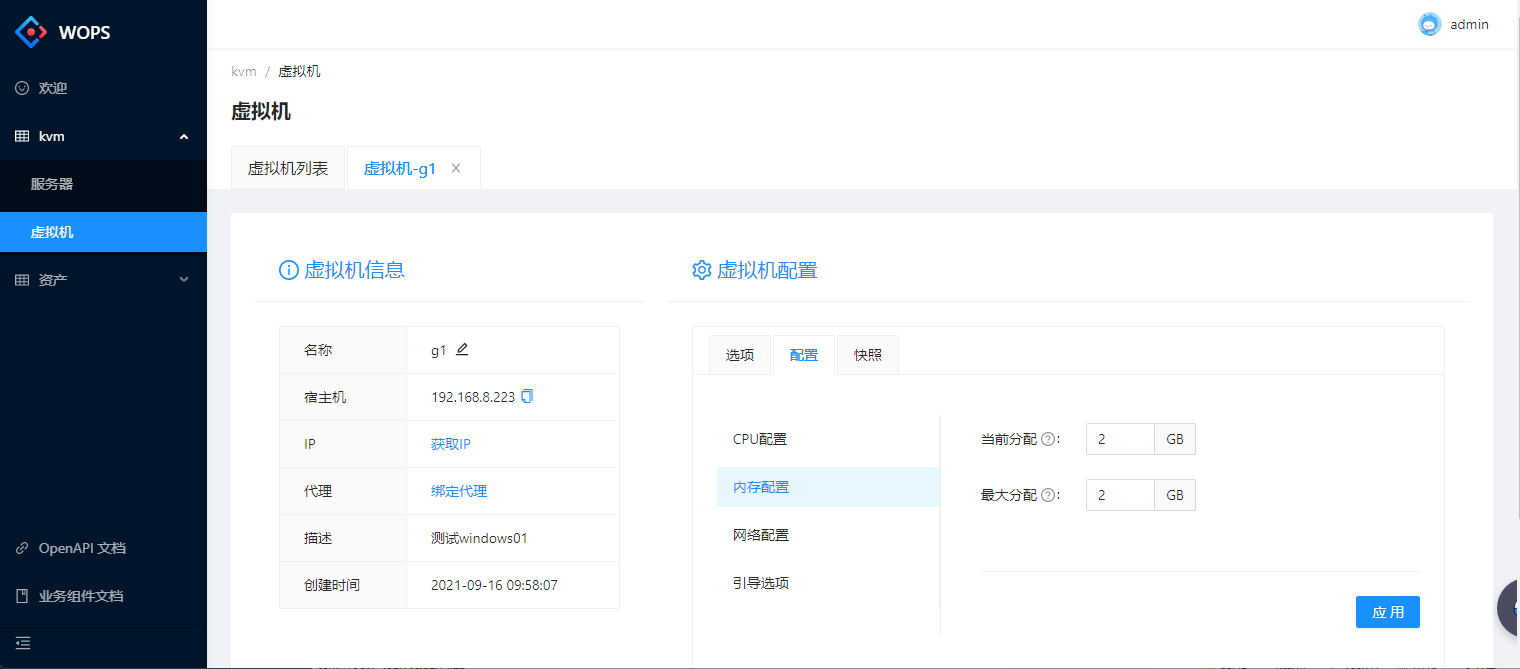 WOPS
admin
欢迎
kvm
服务器
虚拟机
资产
OpenAPI 文档
业务组件文档
kvm / 虚拟机
虚拟机
虚拟机列表
虚拟机-g1
虚拟机信息
名称 g1
宿主机 192.168.8.223
IP 获取IP
代理 绑定代理
描述 测试windows01
创建时间 2021-09-16 09:58:07
虚拟机配置
选项 配置 快照
CPU配置
内存配置
网络配置
引导选项
当前分配 ? : 2 GB
最大分配 ? : 2 GB
应 用